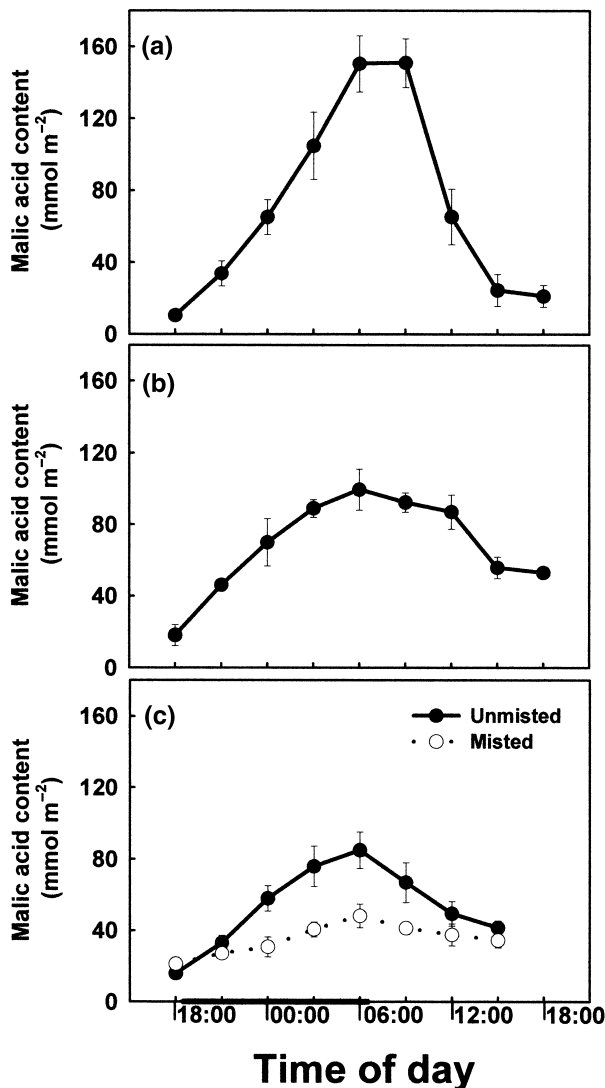 (a)
160
120
80
40
0
Malic acid content
(mmol m⁻²)
(b)
160
120
80
40
0
Malic acid content
(mmol m⁻²)
(c)
Unmisted
Misted
160
120
80
40
0
Malic acid content
(mmol m⁻²)
18:00 00:00 06:00 12:00 18:00
Time of day